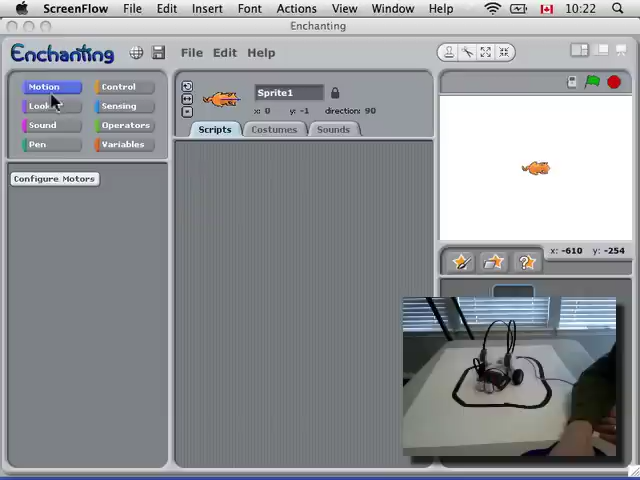 ScreenFlow File Edit Insert Font Actions View Window Help 10:22
Enchanting
Enchanting File Edit Help
Motion Control
Looks Sensing
Sound Operators
Pen Variables
Configure Motors
Sprite1
x: 0 y: -1 direction: 90
Scripts Costumes Sounds
x: -610 y: -254